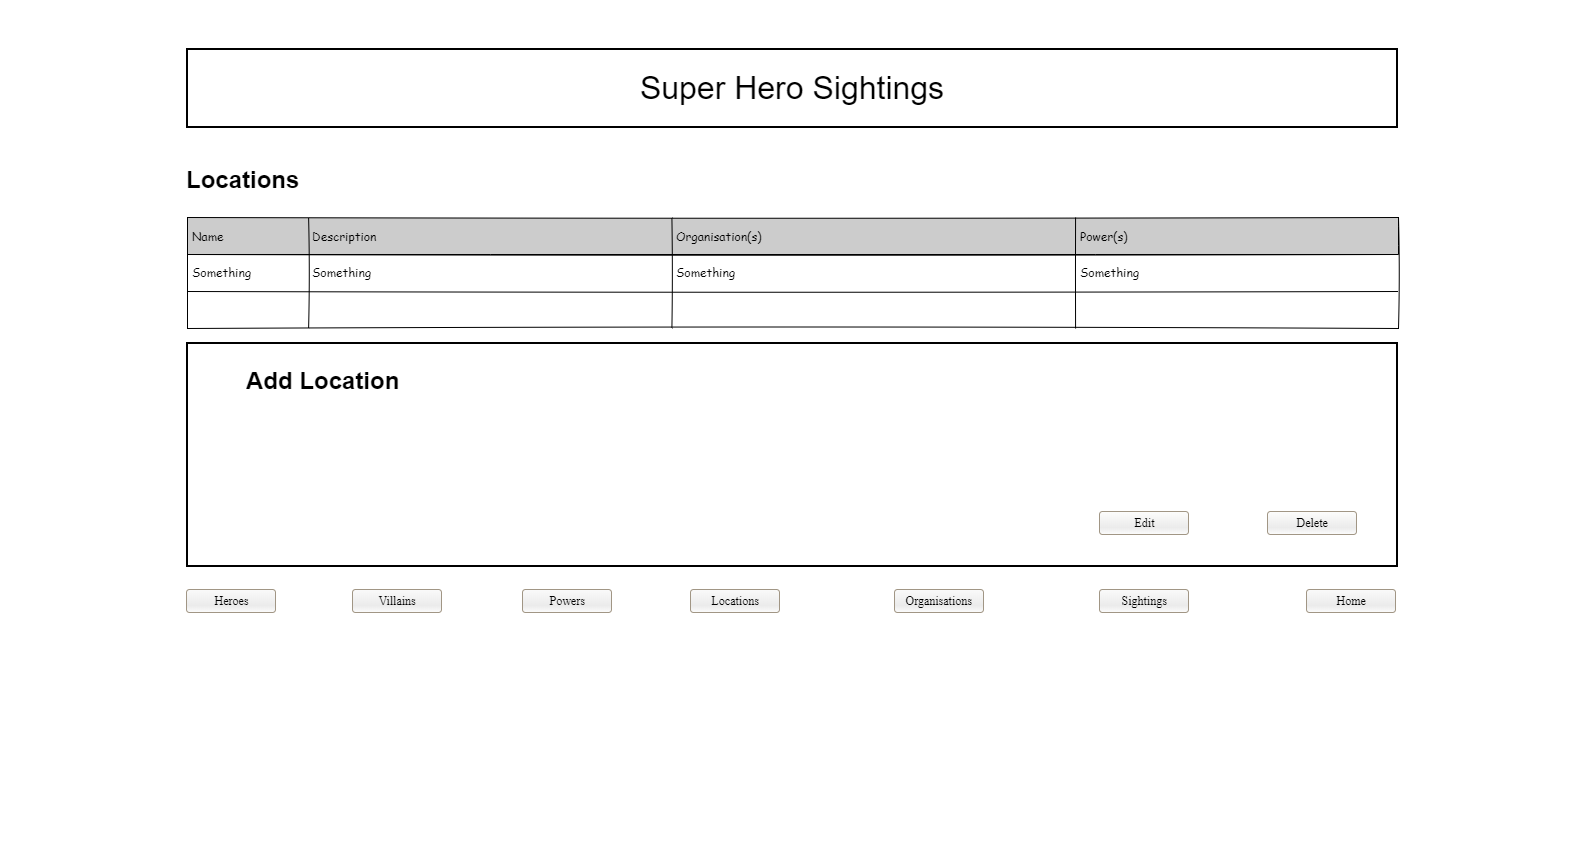 Super Hero Sightings
Locations
Name Description Organisation(s) Power(s)
Something Something Something Something
Add Location
Edit Delete
Heroes Villains Powers Locations Organisations Sightings Home